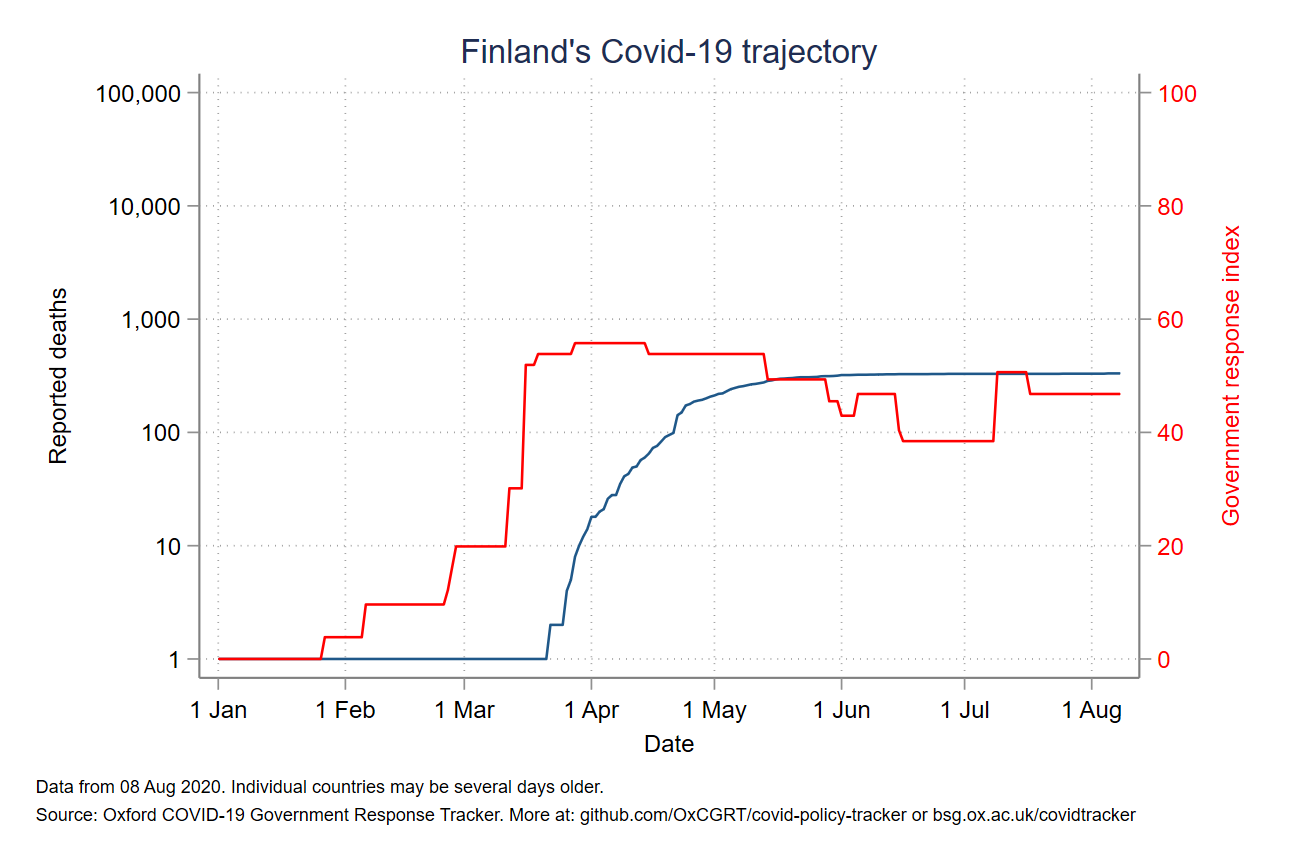 Finland's Covid-19 trajectory
100,000
10,000
1,000
100
10
1
Reported deaths
100
80
60
40
20
0
Government response index
1 Jan 1 Feb 1 Mar 1 Apr 1 May 1 Jun 1 Jul 1 Aug
Date
Data from 08 Aug 2020. Individual countries may be several days older.
Source: Oxford COVID-19 Government Response Tracker. More at: github.com/OxCGRT/covid-policy-tracker or bsg.ox.ac.uk/covidtracker